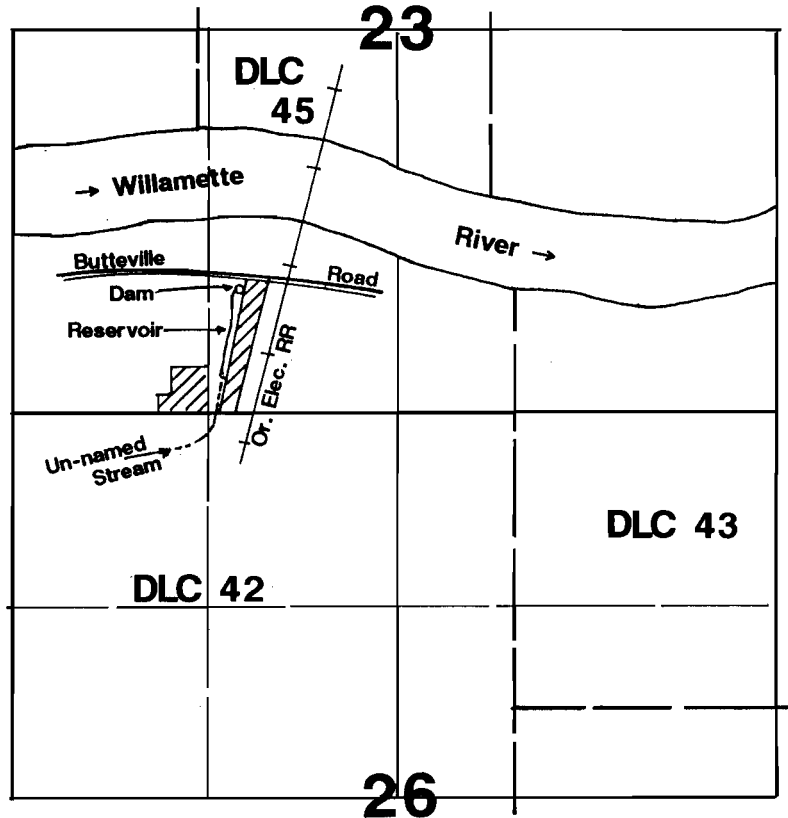 23
DLC
45
→ Willamette
River →
Butteville
Road
Dam
Reservoir
Or. Elec. RR
Un-named
Stream
DLC 43
DLC 42
26